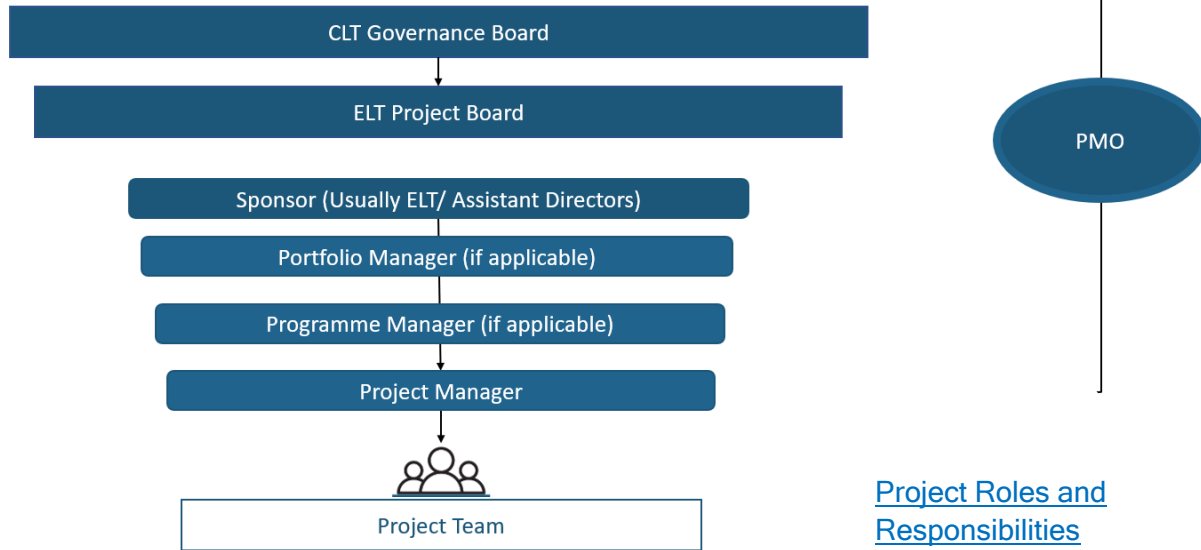 CLT Governance Board
ELT Project Board
PMO
Sponsor (Usually ELT/ Assistant Directors)
Portfolio Manager (if applicable)
Programme Manager (if applicable)
Project Manager
Project Team
Project Roles and
Responsibilities